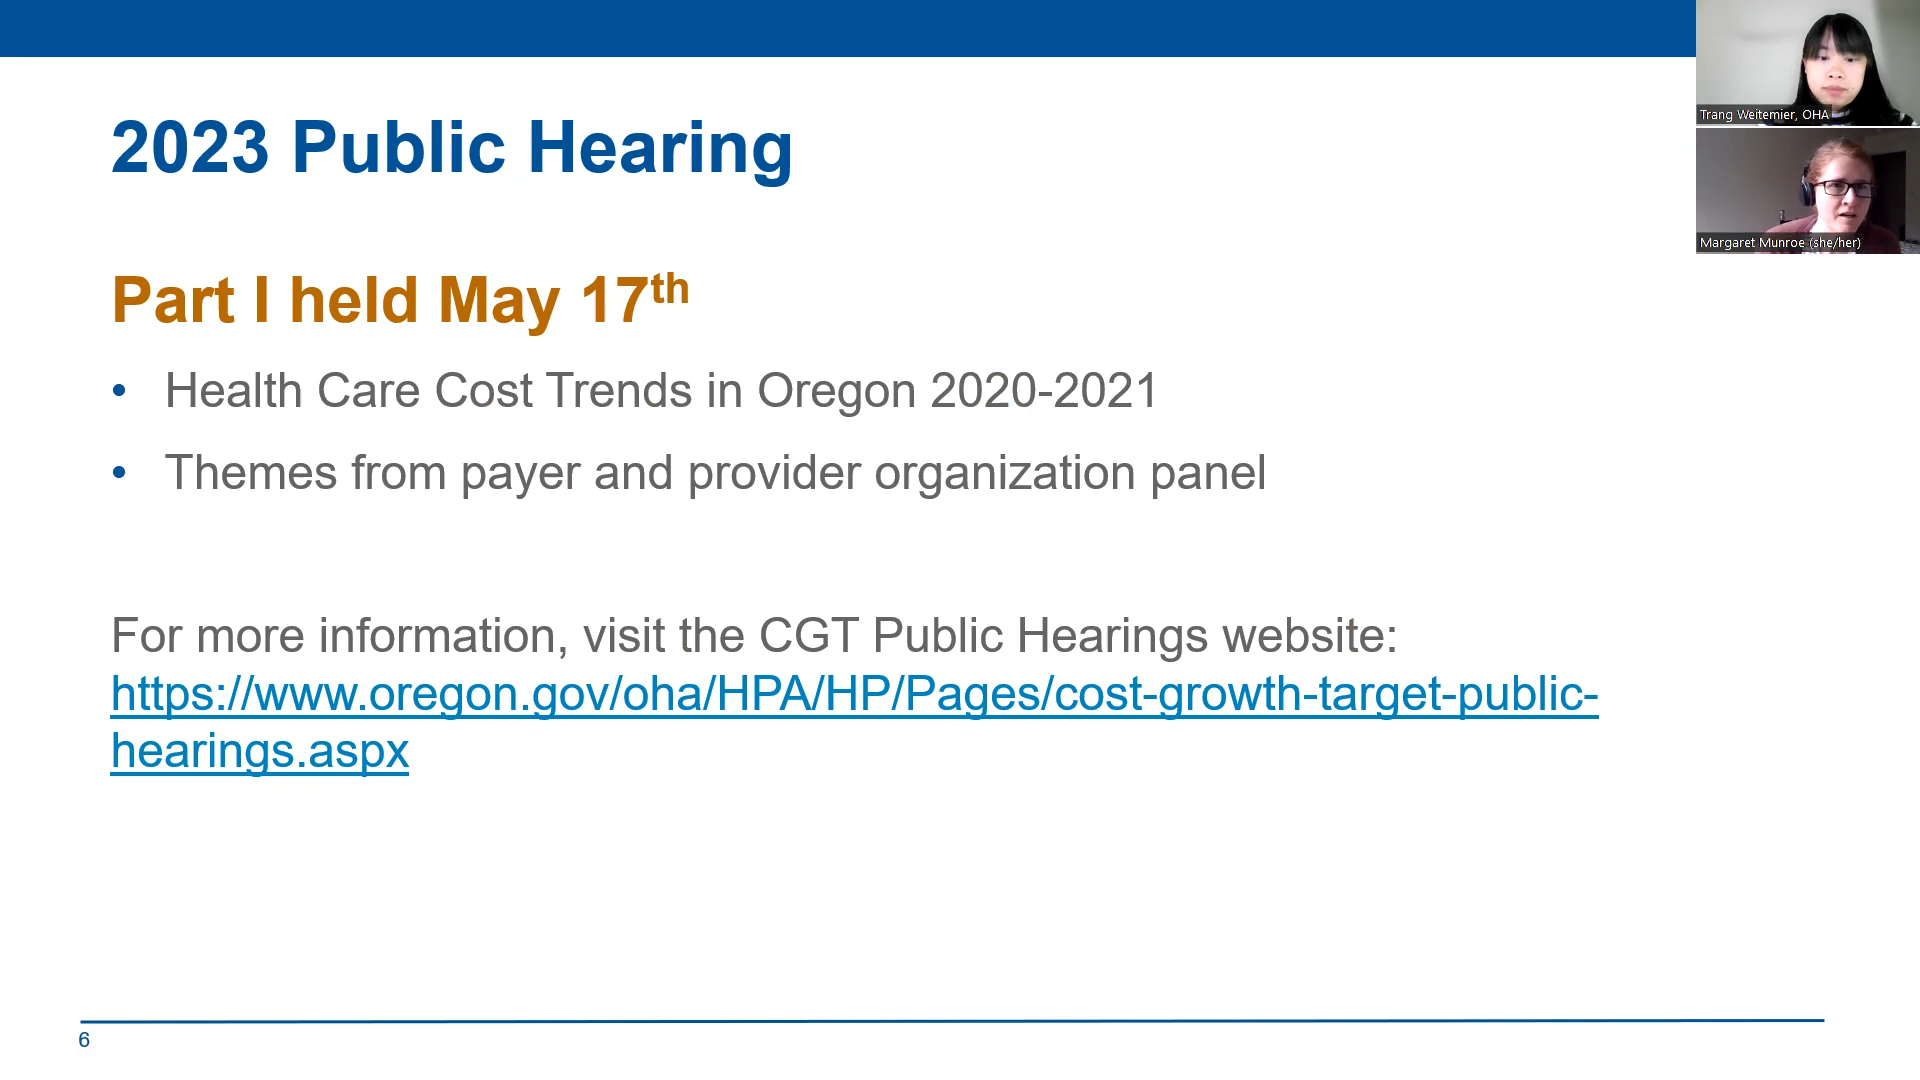 2023 Public Hearing
Part I held May 17th
• Health Care Cost Trends in Oregon 2020-2021
• Themes from payer and provider organization panel
For more information, visit the CGT Public Hearings website:
https://www.oregon.gov/oha/HPA/HP/Pages/cost-growth-target-public-
hearings.aspx
6
Trang Weitemier, OHA
Margaret Munroe (she/her)